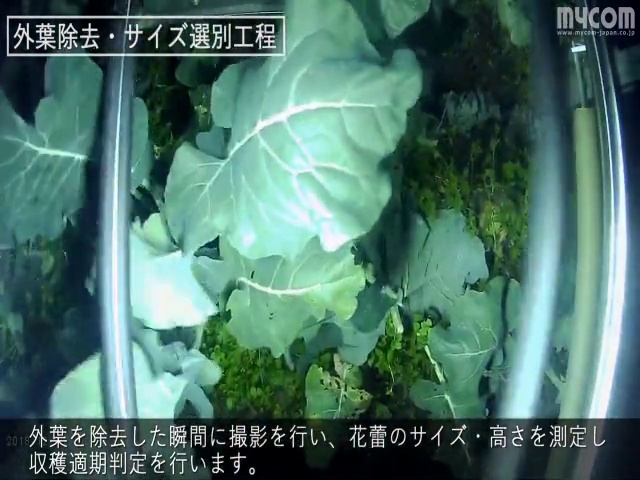 外葉除去・サイズ選別工程
mycom
www.mycom-japan.co.jp
外葉を除去した瞬間に撮影を行い、花蕾のサイズ・高さを測定し
収穫適期判定を行います。